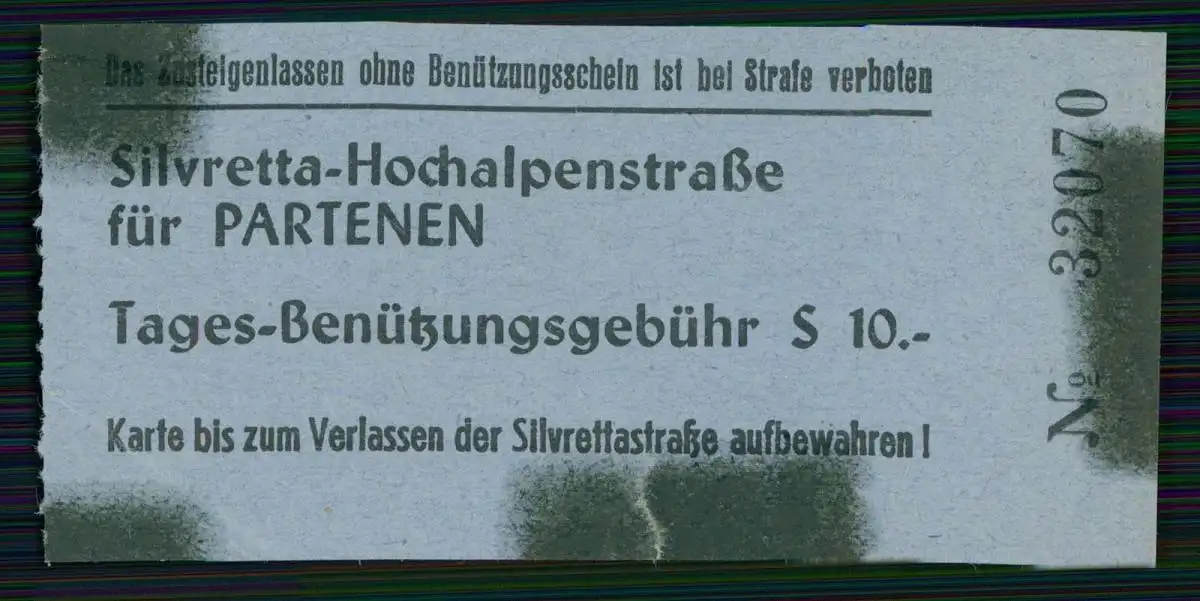 Das Zusteigenlassen ohne Benützungsschein ist bei Strafe verboten
Silvretta-Hochalpenstraße
für PARTENEN
Tages-Benützungsgebühr S 10.-
Karte bis zum Verlassen der Silvrettastraße aufbewahren !
№ 32070